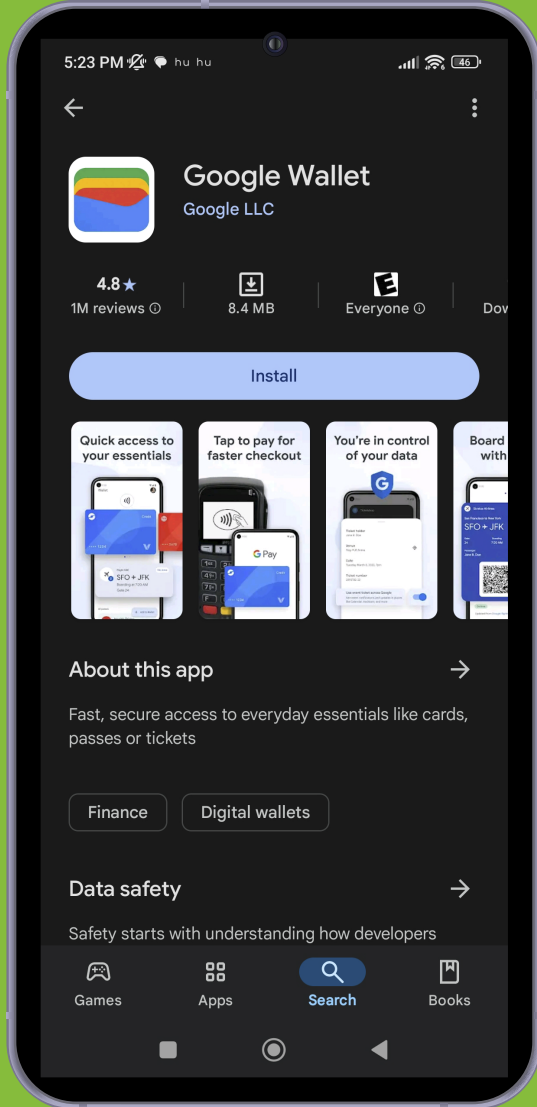 5:23 PM hu hu 46
Google Wallet
Google LLC
4.8★
1M reviews
8.4 MB
E
Everyone
Dow
Install
Quick access to
your essentials
SFO + JFK
Tap to pay for
faster checkout
G Pay
You're in control
of your data
G
Board
with
SFO
About this app
Fast, secure access to everyday essentials like cards,
passes or tickets
Finance
Digital wallets
Data safety
Safety starts with understanding how developers
Games
Apps
Search
Books